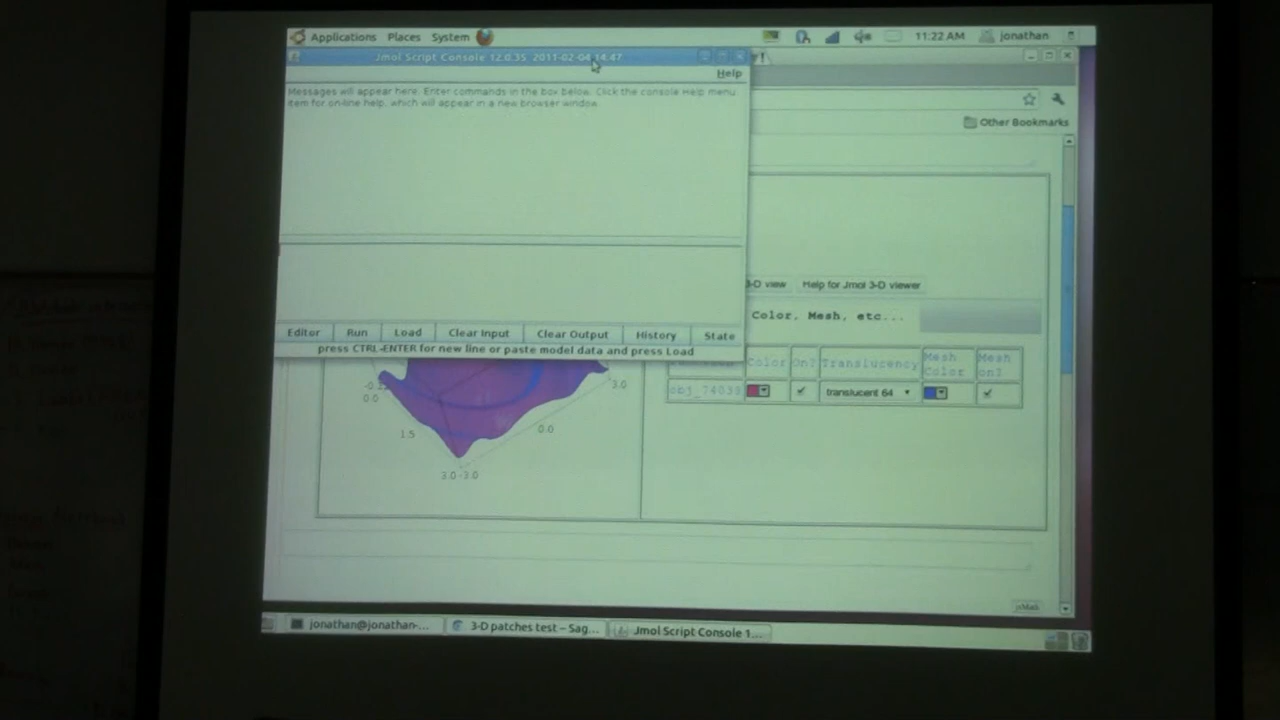 Applications Places System 11:22 AM jonathan
Jmol Script Console 12.0.35 2011-02-04 14:47
Help
Messages will appear here. Enter commands in the box below. Click the console Help menu
item for on-line help, which will appear in a new browser window.
Other Bookmarks
3-D view Help for Jmol 3-D viewer
Color, Mesh, etc...
Editor Run Load Clear Input Clear Output History State
press CTRL-ENTER for new line or paste model data and press Load
Color On? Translucency Mesh Color Mesh on?
obj_74039 translucent 64
3.0
0.0
1.5
0.0
3.0 -3.0
jsMath
jonathan@jonathan-... 3-D patches test – Sag... Jmol Script Console 1...